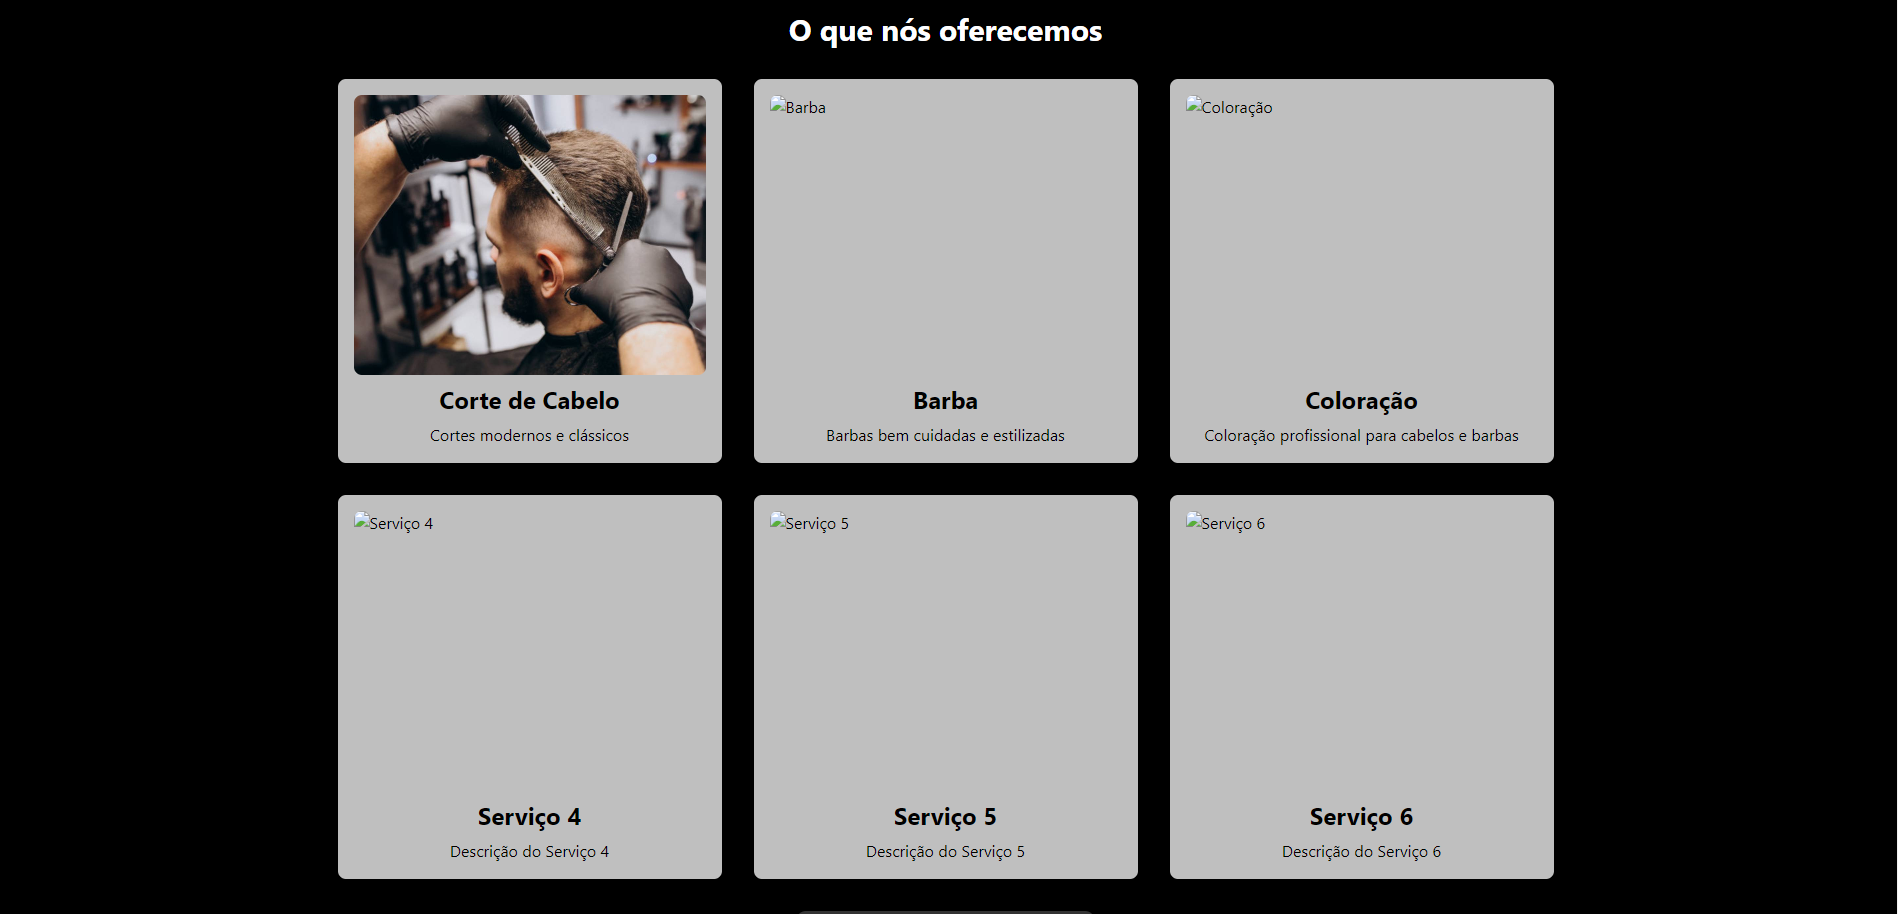 O que nós oferecemos
Barba
Coloração
Corte de Cabelo
Cortes modernos e clássicos
Barba
Barbas bem cuidadas e estilizadas
Coloração
Coloração profissional para cabelos e barbas
Serviço 4
Serviço 5
Serviço 6
Serviço 4
Descrição do Serviço 4
Serviço 5
Descrição do Serviço 5
Serviço 6
Descrição do Serviço 6